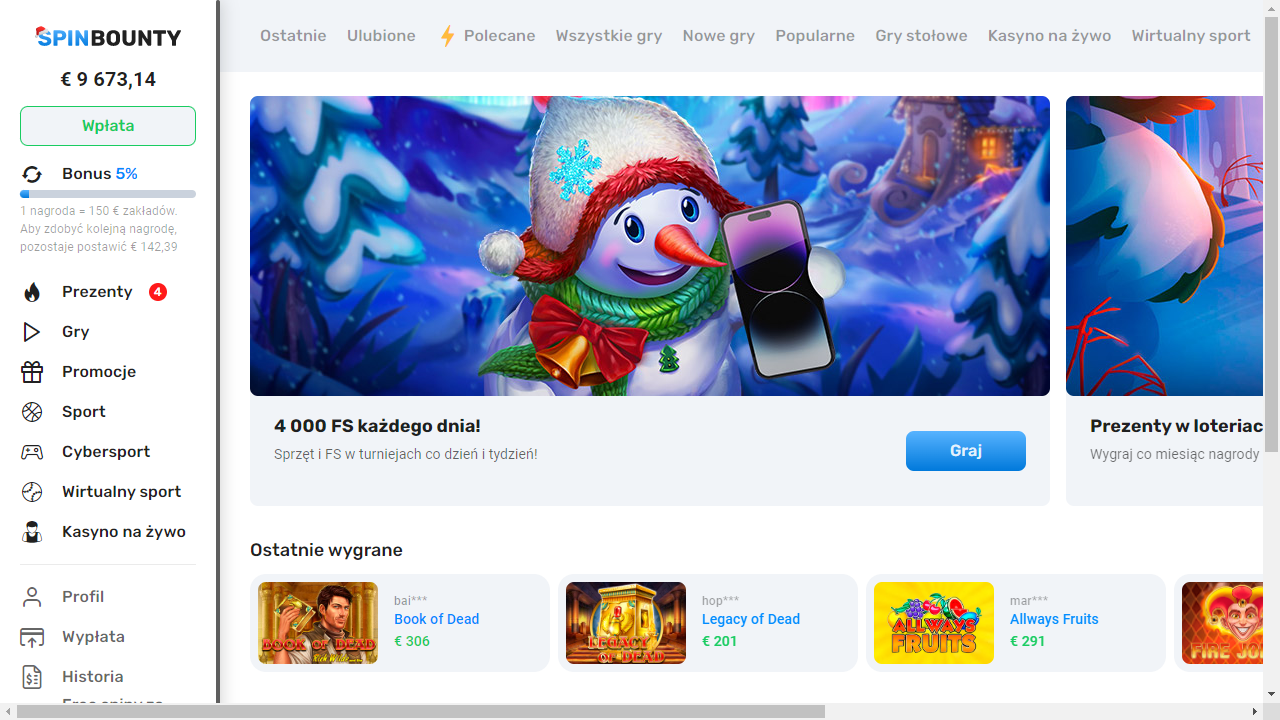 SPINBOUNTY
€ 9 673,14
Wpłata
Bonus 5%
1 nagroda = 150 € zakładów.
Aby zdobyć kolejną nagrodę,
pozostaje postawić € 142,39
Prezenty 4
Gry
Promocje
Sport
Cybersport
Wirtualny sport
Kasyno na żywo
Profil
Wypłata
Historia
Ostatnie Ulubione Polecane Wszystkie gry Nowe gry Popularne Gry stołowe Kasyno na żywo Wirtualny sport
4 000 FS każdego dnia!
Sprzęt i FS w turniejach co dzień i tydzień!
Graj
Prezenty w loteriac
Wygraj co miesiąc nagrody
Ostatnie wygrane
BOOK OF DEAD
bai***
Book of Dead
€ 306
LEGACY OF DEAD
hop***
Legacy of Dead
€ 201
ALLWAYS FRUITS
mar***
Allways Fruits
€ 291
FIRE JO